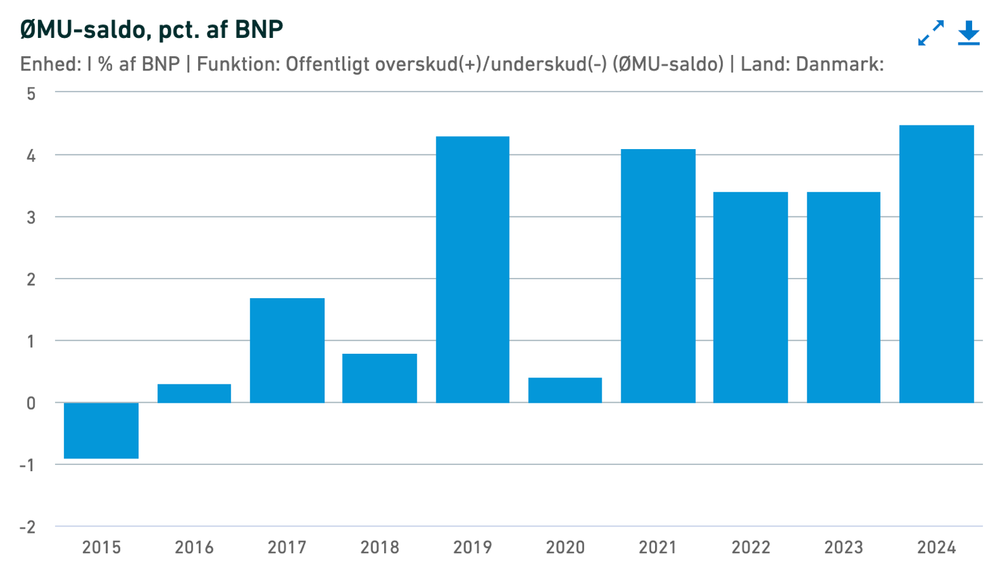 ØMU-saldo, pct. af BNP
Enhed: I % af BNP | Funktion: Offentligt overskud(+)/underskud(-) (ØMU-saldo) | Land: Danmark:
5
4
3
2
1
0
-1
-2
2015 2016 2017 2018 2019 2020 2021 2022 2023 2024